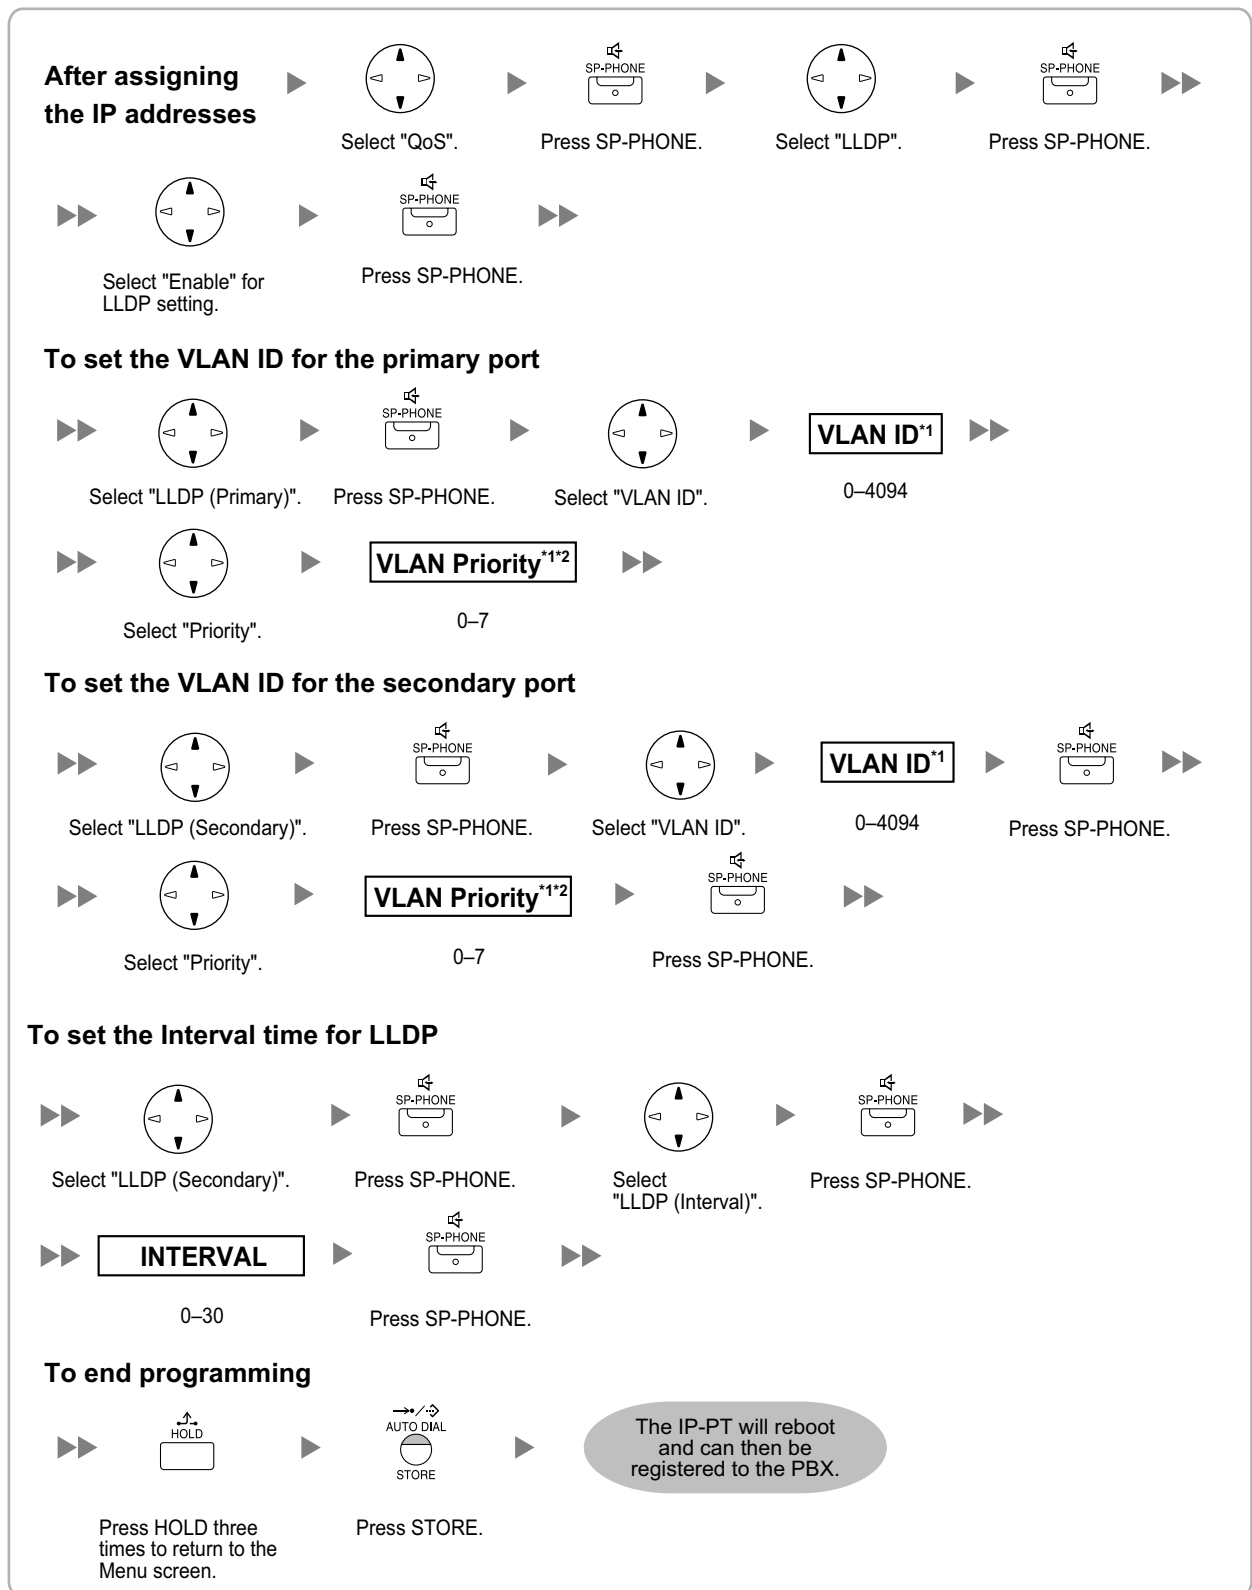 After assigning
the IP addresses
SP-PHONE
SP-PHONE
Select "QoS".
Press SP-PHONE.
Select "LLDP".
Press SP-PHONE.
SP-PHONE
Select "Enable" for
LLDP setting.
Press SP-PHONE.
To set the VLAN ID for the primary port
SP-PHONE
VLAN ID*1
Select "LLDP (Primary)".
Press SP-PHONE.
Select "VLAN ID".
0–4094
VLAN Priority*1*2
Select "Priority".
0–7
To set the VLAN ID for the secondary port
SP-PHONE
VLAN ID*1
SP-PHONE
Select "LLDP (Secondary)".
Press SP-PHONE.
Select "VLAN ID".
0–4094
Press SP-PHONE.
VLAN Priority*1*2
SP-PHONE
Select "Priority".
0–7
Press SP-PHONE.
To set the Interval time for LLDP
SP-PHONE
SP-PHONE
Select "LLDP (Secondary)".
Press SP-PHONE.
Select
"LLDP (Interval)".
Press SP-PHONE.
INTERVAL
SP-PHONE
0–30
Press SP-PHONE.
To end programming
HOLD
AUTO DIAL
STORE
The IP-PT will reboot
and can then be
registered to the PBX.
Press HOLD three
times to return to the
Menu screen.
Press STORE.